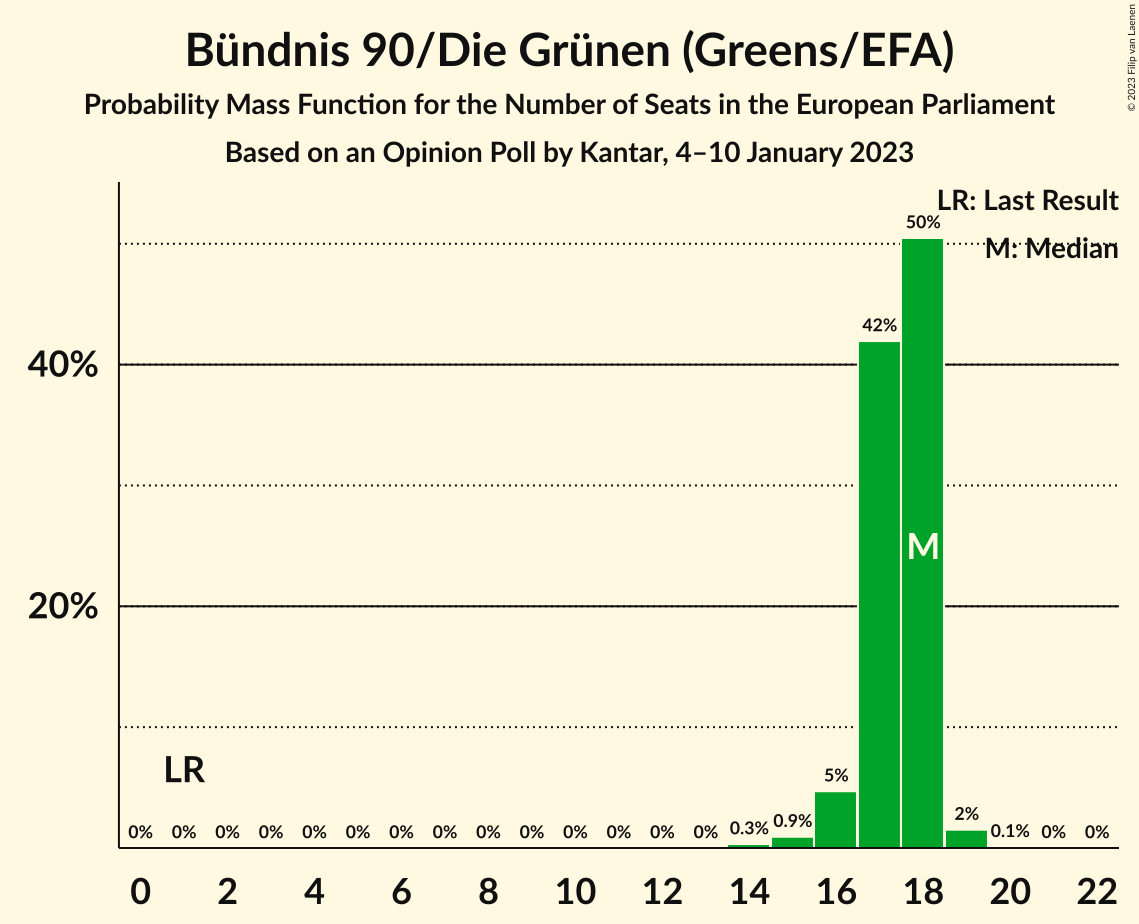 Bündnis 90/Die Grünen (Greens/EFA)
Probability Mass Function for the Number of Seats in the European Parliament
Based on an Opinion Poll by Kantar, 4–10 January 2023
© 2023 Filip van Laenen
LR: Last Result
M: Median
50%
42%
40%
M
20%
LR
5%
0% 0% 0% 0% 0% 0% 0% 0% 0% 0% 0% 0% 0% 0% 0.3% 0.9% 2% 0.1% 0% 0%
0 2 4 6 8 10 12 14 16 18 20 22